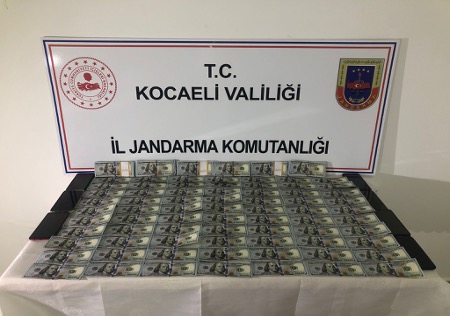 T.C.
KOCAELİ VALİLİĞİ
İL JANDARMA KOMUTANLIĞI